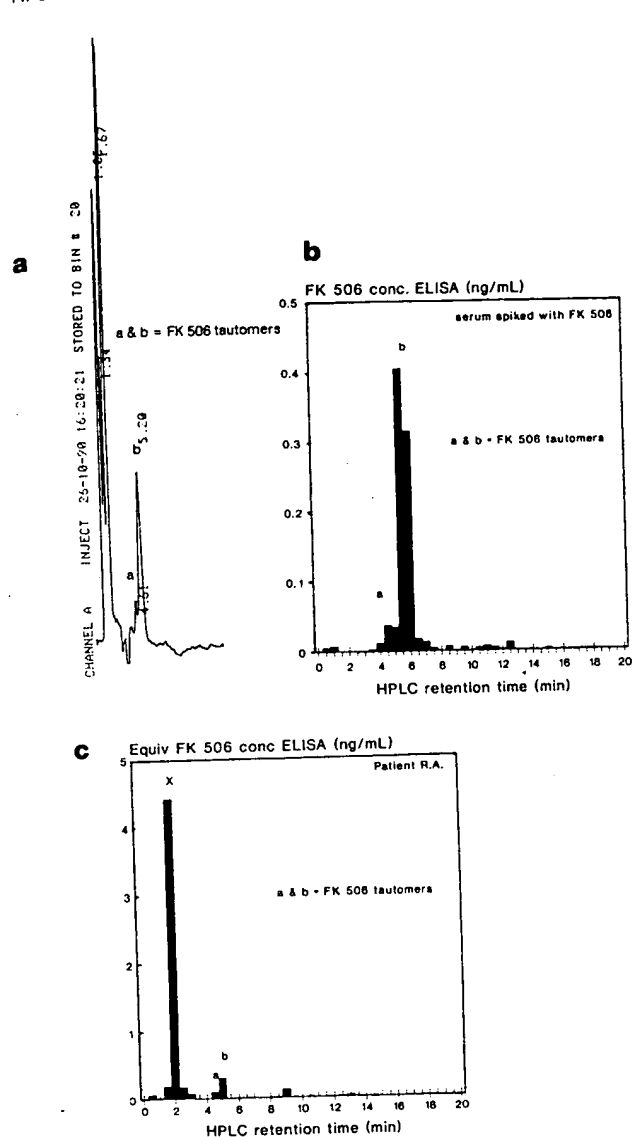 a
CHANNEL A INJECT 26-10-90 16:20:21 STORED TO BIN # 20
1.34
a & b = FK 506 tautomers
5.20
a
b
FK 506 conc. ELISA (ng/mL)
serum spiked with FK 506
0.5
0.4
0.3
0.2
0.1
0
b
a & b - FK 506 tautomers
a
0 2 4 6 8 10 12 14 16 18 20
HPLC retention time (min)
c
Equiv FK 506 conc ELISA (ng/mL)
Patient R.A.
5
4
3
2
1
0
X
a & b - FK 506 tautomers
a
b
0 2 4 6 8 10 12 14 16 18 20
HPLC retention time (min)